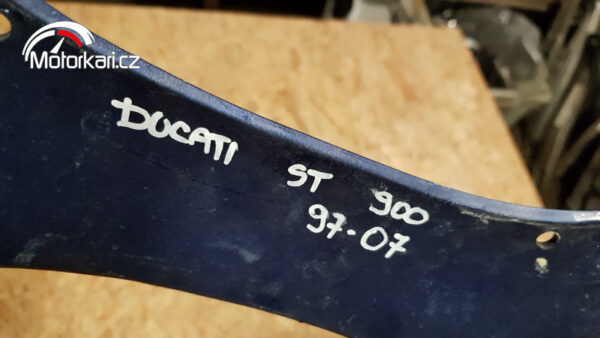 Motorkari.cz
DUCATI ST 900
97-07